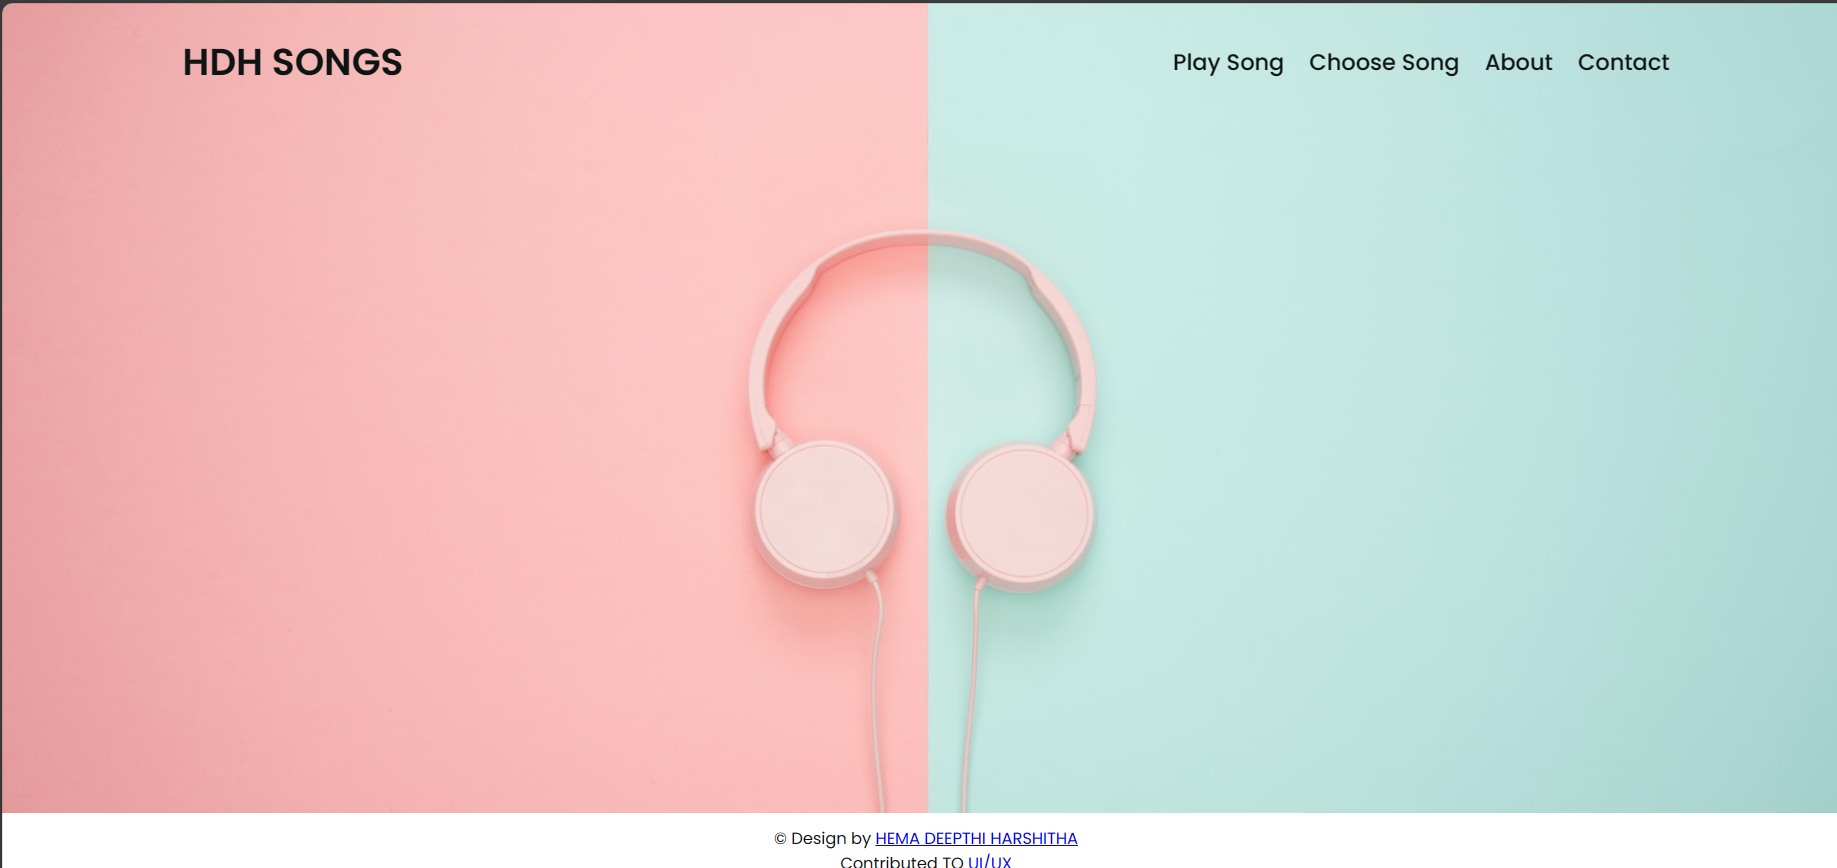 HDH SONGS
Play Song Choose Song About Contact
© Design by HEMA DEEPTHI HARSHITHA
Contributed TO UI/UX